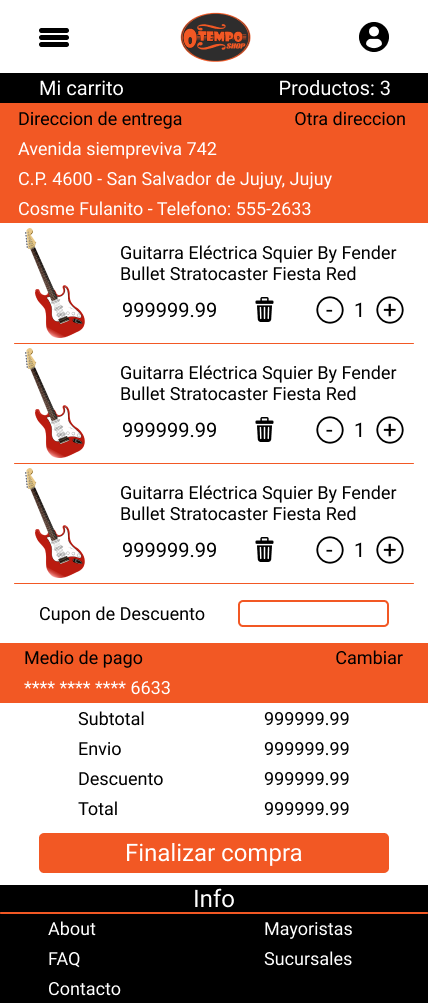 OTEMPO
SHOP
Mi carrito Productos: 3
Direccion de entrega Otra direccion
Avenida siempreviva 742
C.P. 4600 - San Salvador de Jujuy, Jujuy
Cosme Fulanito - Telefono: 555-2633
Guitarra Eléctrica Squier By Fender
Bullet Stratocaster Fiesta Red
999999.99 - 1 +
Guitarra Eléctrica Squier By Fender
Bullet Stratocaster Fiesta Red
999999.99 - 1 +
Guitarra Eléctrica Squier By Fender
Bullet Stratocaster Fiesta Red
999999.99 - 1 +
Cupon de Descuento
Medio de pago Cambiar
**** **** **** 6633
Subtotal 999999.99
Envio 999999.99
Descuento 999999.99
Total 999999.99
Finalizar compra
Info
About Mayoristas
FAQ Sucursales
Contacto